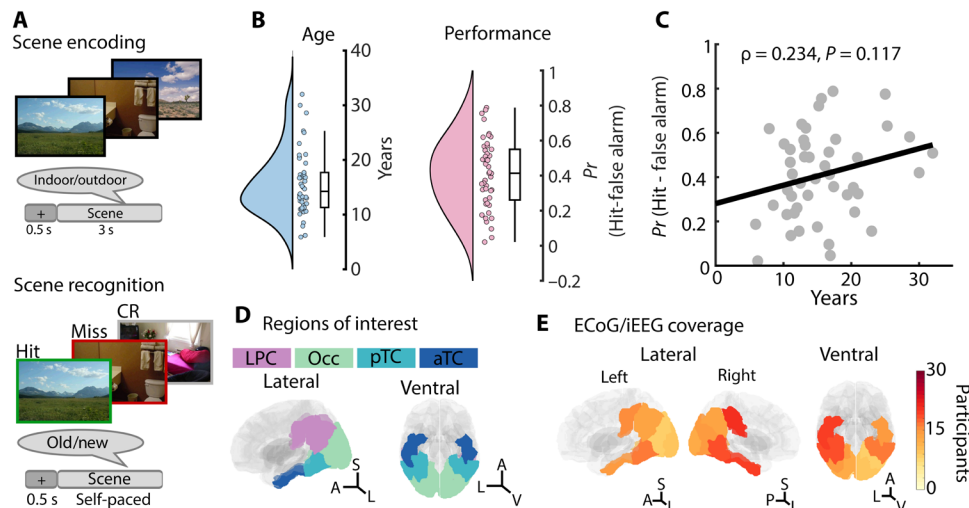 A
Scene encoding
Indoor/outdoor
+
Scene
0.5 s
3 s
Scene recognition
CR
Miss
Hit
Old/new
+
Scene
0.5 s
Self-paced
B
Age
40
30
20
10
0
Years
Performance
1
0.8
0.6
0.4
0.2
0
−0.2
Pr
(Hit-false alarm)
C
ρ = 0.234, P = 0.117
1
0.8
0.6
0.4
0.2
0
Pr (Hit - false alarm)
0
10
20
30
Years
D
Regions of interest
LPC
Occ
pTC
aTC
Lateral
Ventral
S
A
L
A
L
V
E
ECoG/iEEG coverage
Lateral
Ventral
Left
Right
S
A
L
S
P
L
A
L
V
30
15
0
Participants